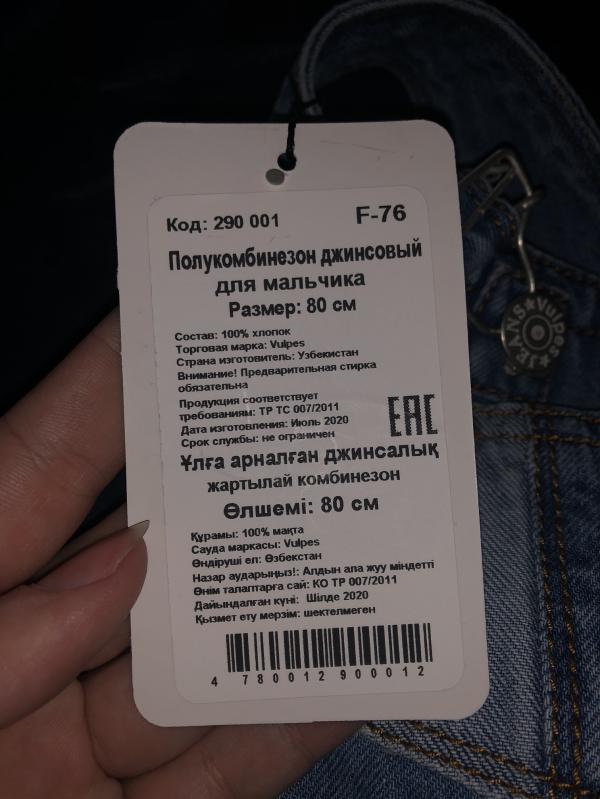 Код: 290 001
F-76
Полукомбинезон джинсовый
для мальчика
Размер: 80 см
Состав: 100% хлопок
Торговая марка: Vulpes
Страна изготовитель: Узбекистан
Внимание! Предварительная стирка
обязательна
Продукция соответствует
требованиям: ТР ТС 007/2011
Дата изготовления: Июль 2020
Срок службы: не ограничен
EAC
Ұлға арналған джинсалық
жартылай комбинезон
Өлшемі: 80 см
Құрамы: 100% мақта
Сауда маркасы: Vulpes
Өндіруші ел: Өзбекстан
Назар аударыңыз!: Алдын ала жуу міндетті
Өнім талаптарға сай: КО ТР 007/2011
Дайындалған күні: Шілде 2020
Қызмет ету мерзім: шектелмеген
4 780012 900012
VULPES
JEANS